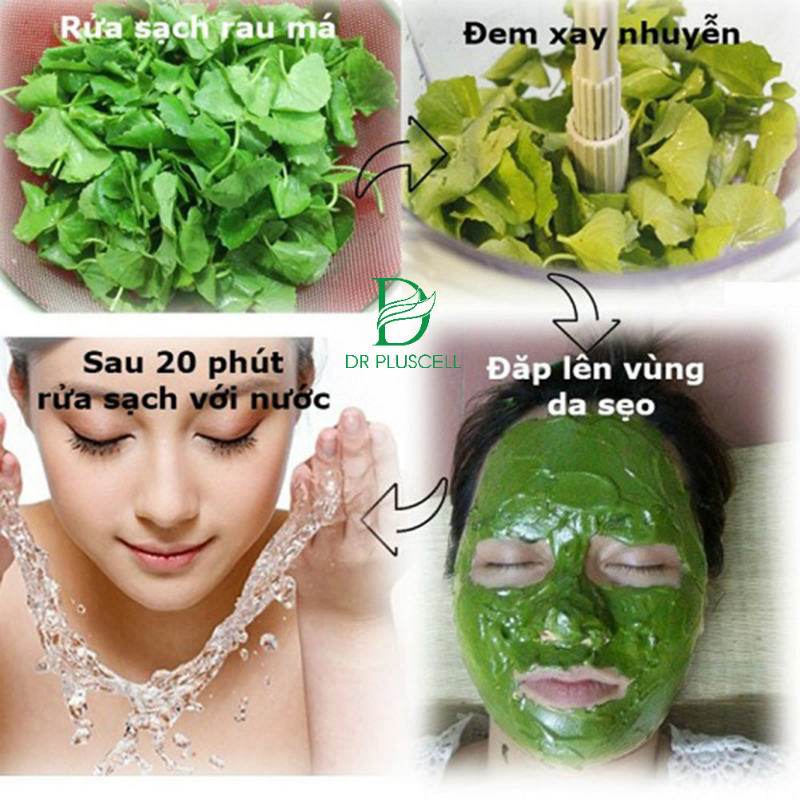 Rửa sạch rau má
Đem xay nhuyễn
DR PLUSCELL
Đăp lên vùng
da sẹo
Sau 20 phút
rửa sạch với nước